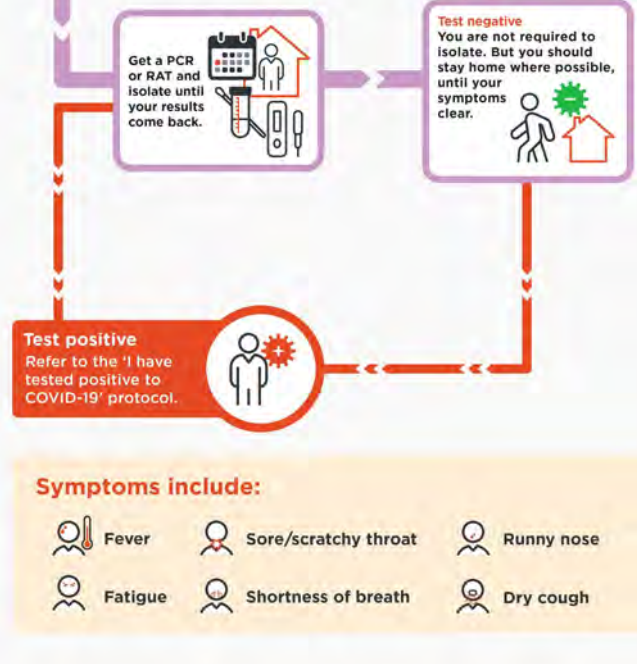 Get a PCR
or RAT and
isolate until
your results
come back.
Test negative
You are not required to
isolate. But you should
stay home where possible,
until your
symptoms
clear.
Test positive
Refer to the 'I have
tested positive to
COVID-19' protocol.
Symptoms include:
Fever
Sore/scratchy throat
Runny nose
Fatigue
Shortness of breath
Dry cough